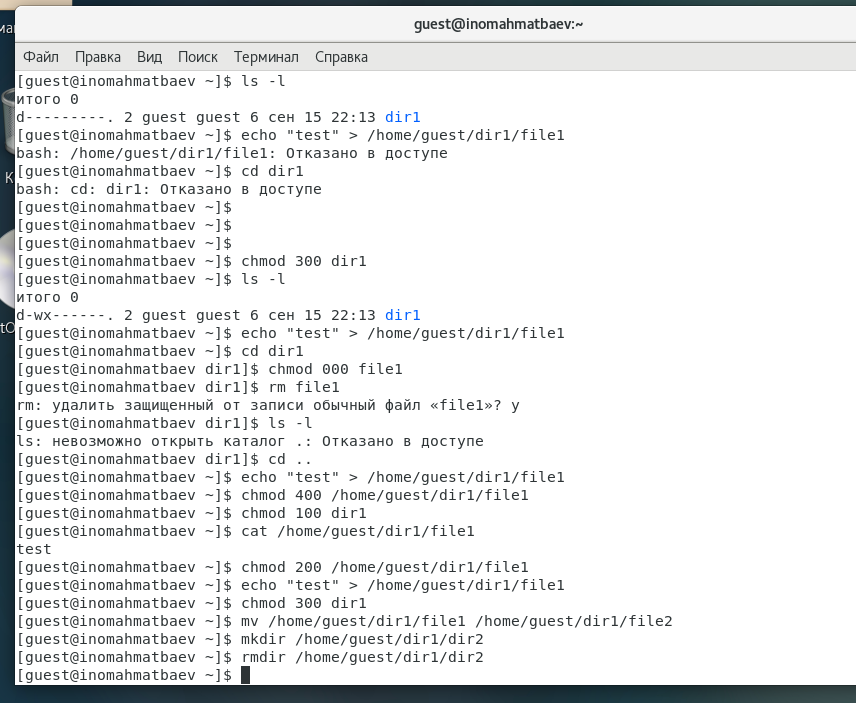 guest@inomahmatbaev:~
Файл Правка Вид Поиск Терминал Справка
[guest@inomahmatbaev ~]$ ls -l
итого 0
d---------. 2 guest guest 6 сен 15 22:13 dir1
[guest@inomahmatbaev ~]$ echo "test" > /home/guest/dir1/file1
bash: /home/guest/dir1/file1: Отказано в доступе
[guest@inomahmatbaev ~]$ cd dir1
bash: cd: dir1: Отказано в доступе
[guest@inomahmatbaev ~]$
[guest@inomahmatbaev ~]$
[guest@inomahmatbaev ~]$
[guest@inomahmatbaev ~]$ chmod 300 dir1
[guest@inomahmatbaev ~]$ ls -l
итого 0
d-wx------. 2 guest guest 6 сен 15 22:13 dir1
[guest@inomahmatbaev ~]$ echo "test" > /home/guest/dir1/file1
[guest@inomahmatbaev ~]$ cd dir1
[guest@inomahmatbaev dir1]$ chmod 000 file1
[guest@inomahmatbaev dir1]$ rm file1
rm: удалить защищенный от записи обычный файл «file1»? y
[guest@inomahmatbaev dir1]$ ls -l
ls: невозможно открыть каталог .: Отказано в доступе
[guest@inomahmatbaev dir1]$ cd ..
[guest@inomahmatbaev ~]$ echo "test" > /home/guest/dir1/file1
[guest@inomahmatbaev ~]$ chmod 400 /home/guest/dir1/file1
[guest@inomahmatbaev ~]$ chmod 100 dir1
[guest@inomahmatbaev ~]$ cat /home/guest/dir1/file1
test
[guest@inomahmatbaev ~]$ chmod 200 /home/guest/dir1/file1
[guest@inomahmatbaev ~]$ echo "test" > /home/guest/dir1/file1
[guest@inomahmatbaev ~]$ chmod 300 dir1
[guest@inomahmatbaev ~]$ mv /home/guest/dir1/file1 /home/guest/dir1/file2
[guest@inomahmatbaev ~]$ mkdir /home/guest/dir1/dir2
[guest@inomahmatbaev ~]$ rmdir /home/guest/dir1/dir2
[guest@inomahmatbaev ~]$